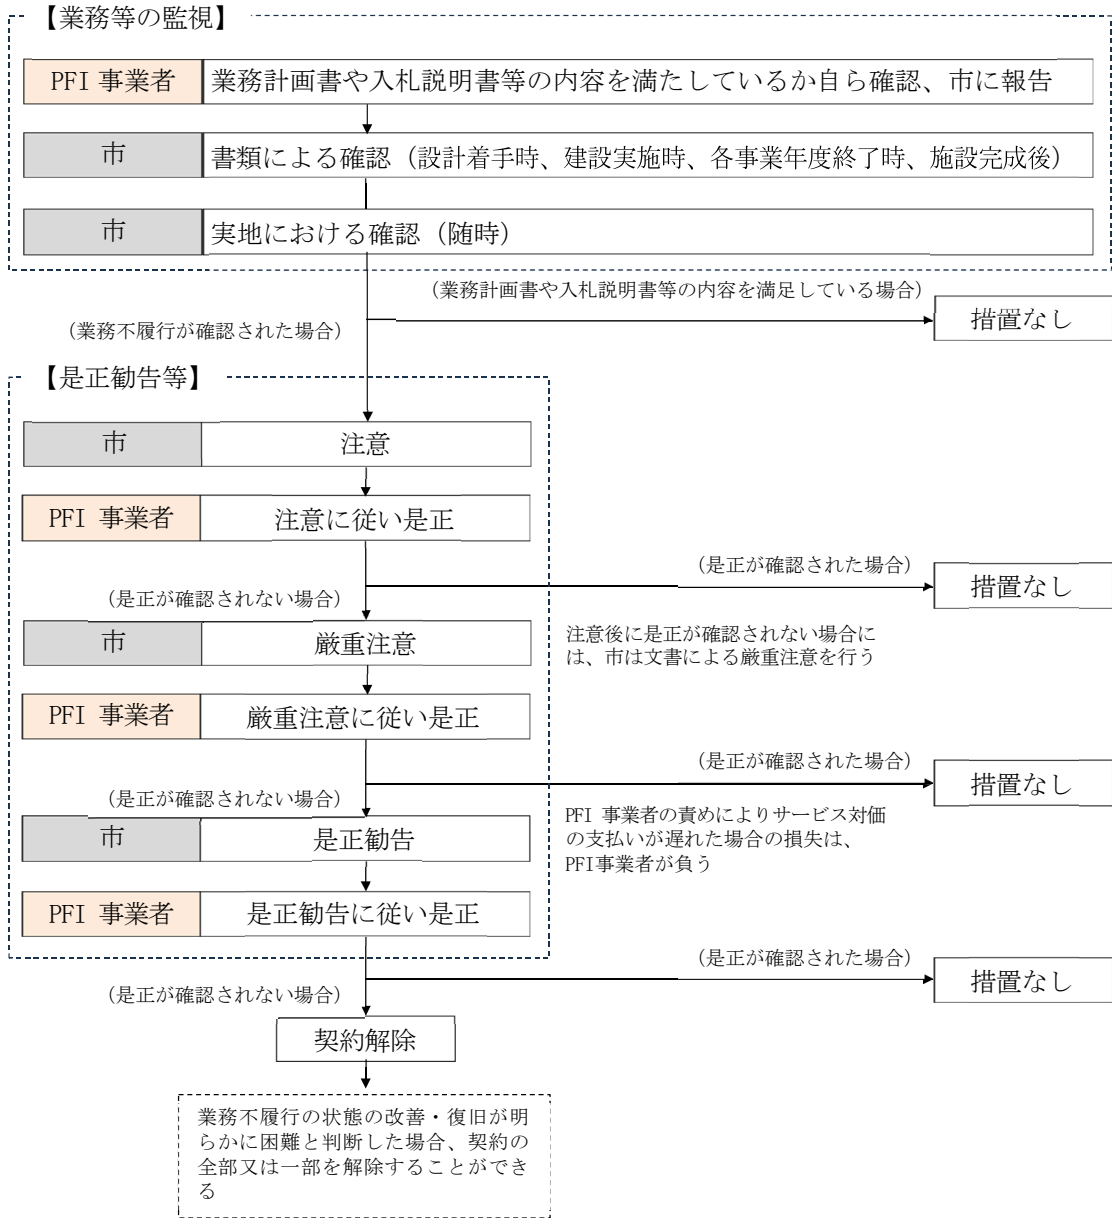 【業務等の監視】
PFI 事業者 業務計画書や入札説明書等の内容を満たしているか自ら確認、市に報告
市 書類による確認（設計着手時、建設実施時、各事業年度終了時、施設完成後）
市 実地における確認（随時）
（業務計画書や入札説明書等の内容を満足している場合）
措置なし
（業務不履行が確認された場合）
【是正勧告等】
市 注意
PFI 事業者 注意に従い是正
（是正が確認された場合）
措置なし
（是正が確認されない場合）
市 厳重注意
注意後に是正が確認されない場合に
は、市は文書による厳重注意を行う
PFI 事業者 厳重注意に従い是正
（是正が確認された場合）
措置なし
（是正が確認されない場合）
市 是正勧告
PFI 事業者の責めによりサービス対価
の支払いが遅れた場合の損失は、
PFI事業者が負う
PFI 事業者 是正勧告に従い是正
（是正が確認された場合）
措置なし
（是正が確認されない場合）
契約解除
業務不履行の状態の改善・復旧が明
らかに困難と判断した場合、契約の
全部又は一部を解除することができ
る